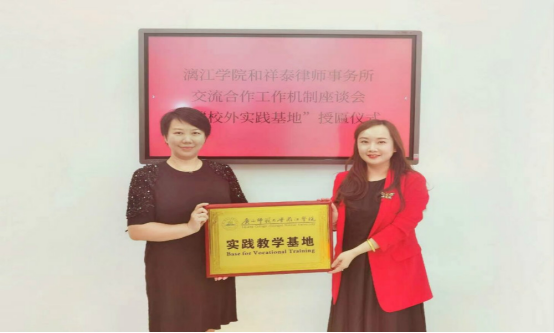 漓江学院和祥泰律师事务所
交流合作工作机制座谈会
校外实践基地”授匾仪式
实践教学基地
Base for Vocational Training